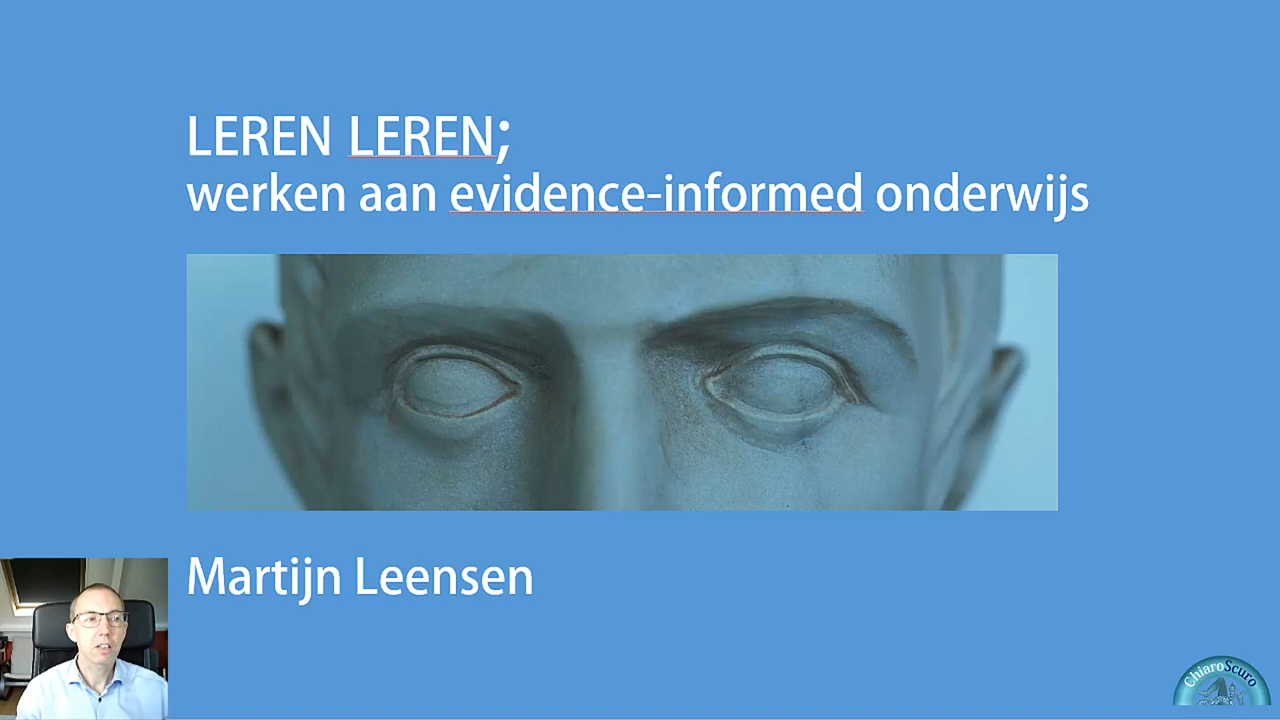 LEREN LEREN;
werken aan evidence-informed onderwijs
Martijn Leensen
ChiaroScuro